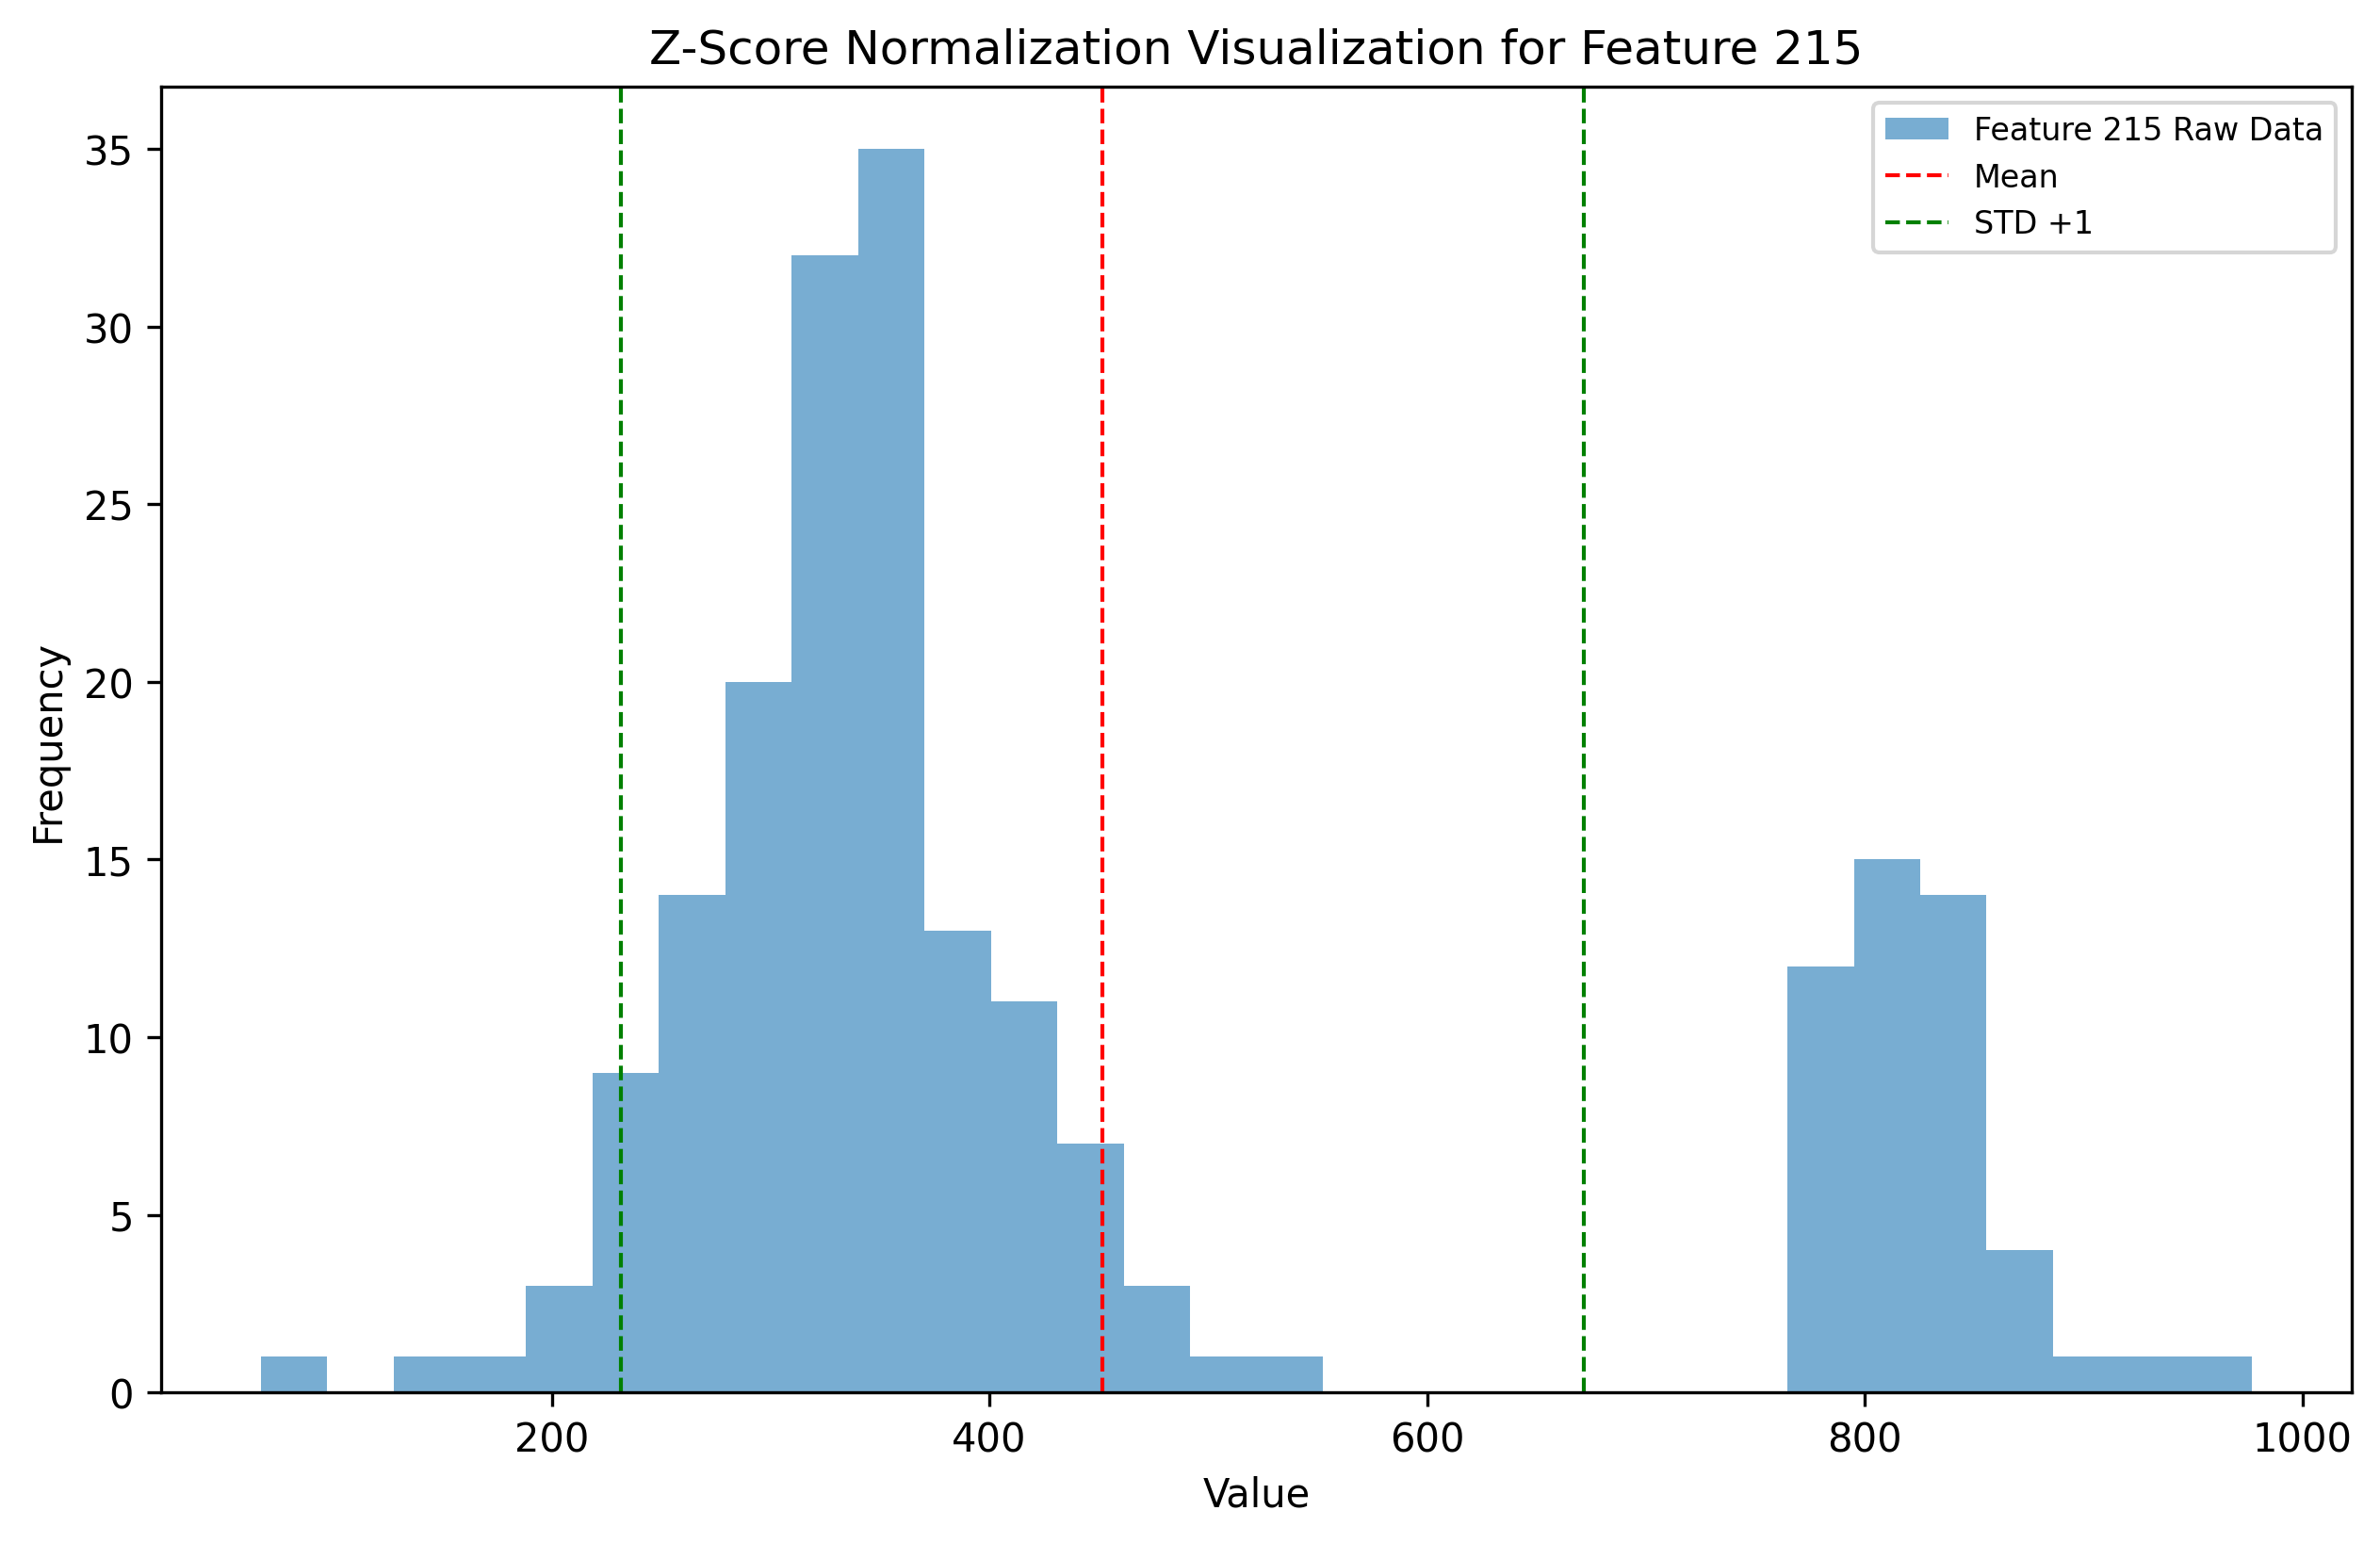 Z-Score Normalization Visualization for Feature 215
Feature 215 Raw Data
Mean
STD +1
35
30
25
20
15
10
5
0
Frequency
200
400
600
800
1000
Value